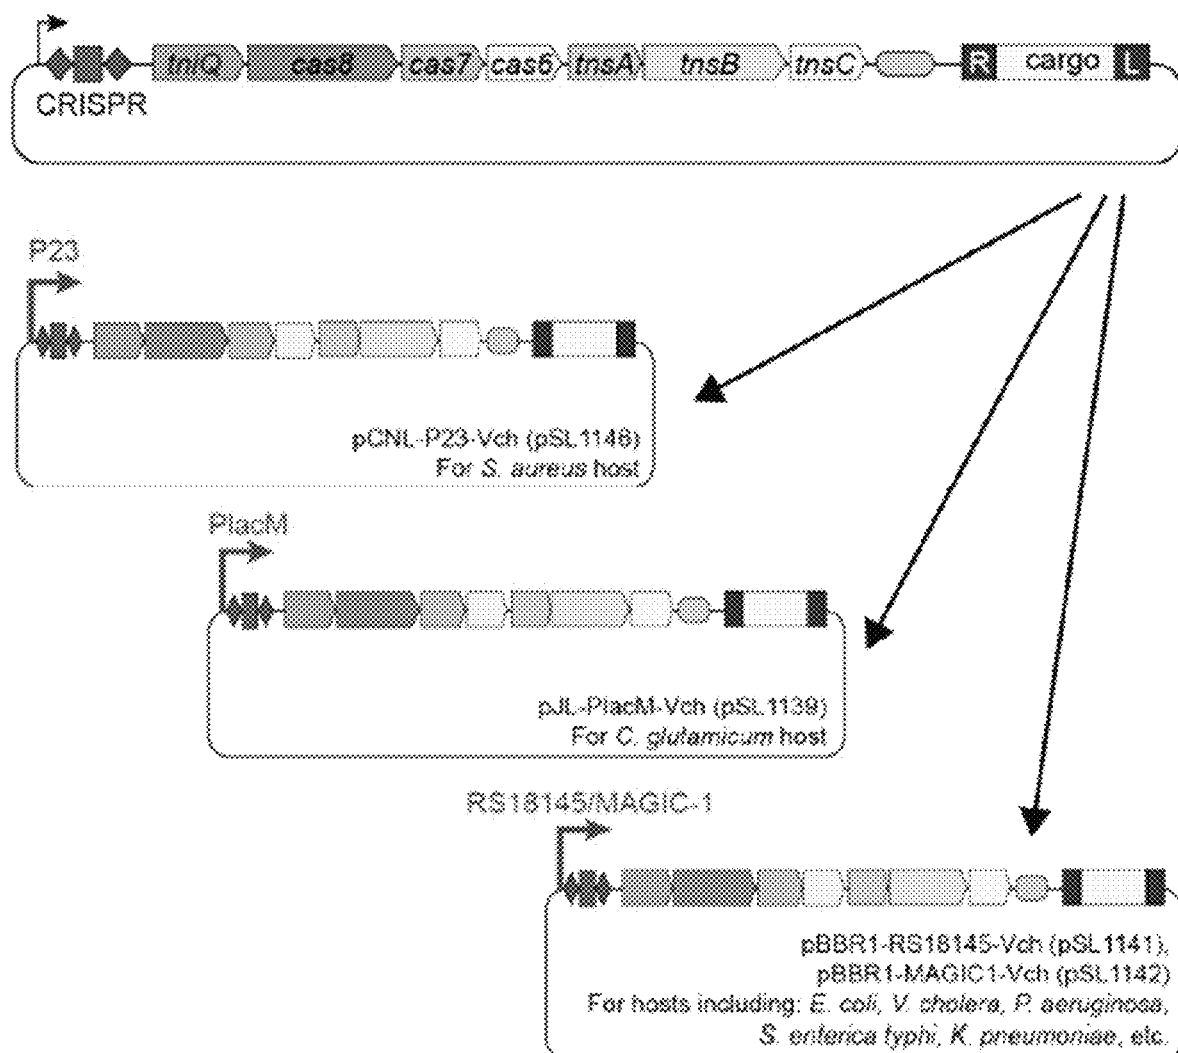 tniQ cas8 cas7 cas6 tnsA tnsB tnsC R cargo L
CRISPR
P23
pCNL-P23-Vch (pSL1146)
For S. aureus host
PlacM
pJL-PlacM-Vch (pSL1139)
For C. glutamicum host
RS18145/MAGIC-1
pBBR1-RS18145-Vch (pSL1141),
pBBR1-MAGIC1-Vch (pSL1142)
For hosts including: E. coli, V. cholera, P. aeruginosa,
S. enterica typhi, K. pneumoniae, etc.